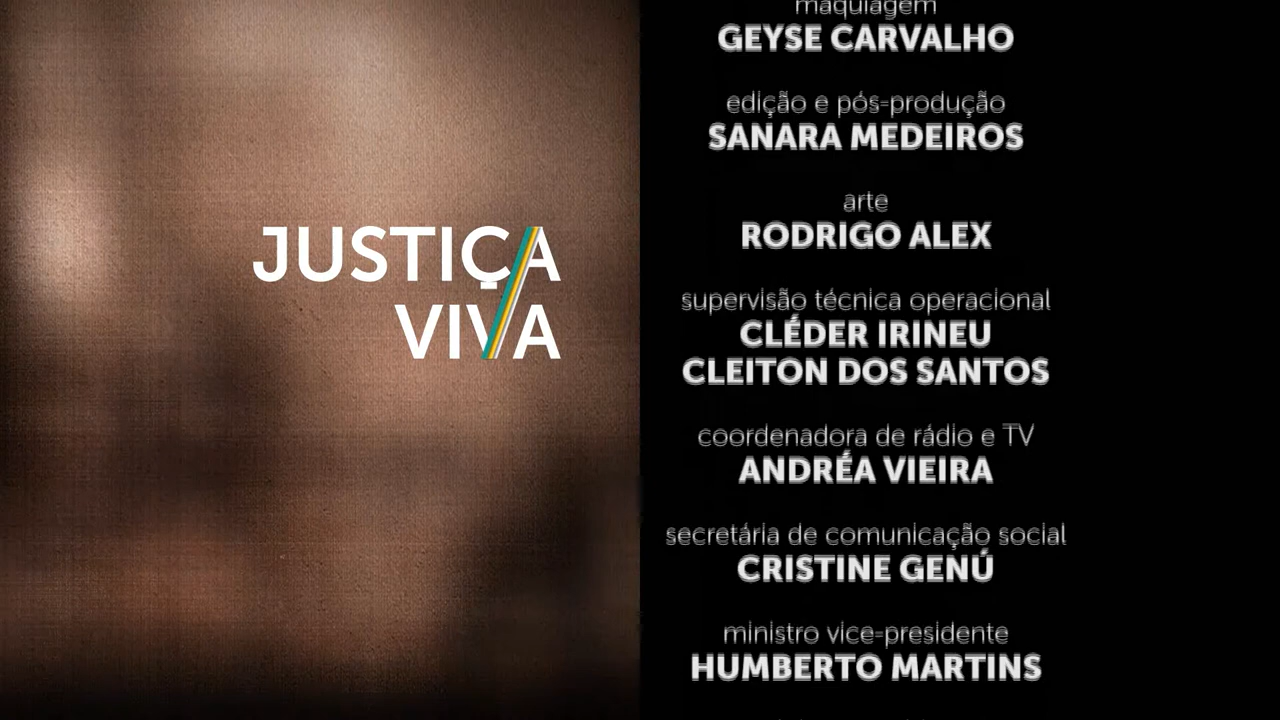 JUSTIÇA
VIVA
maquiagem
GEYSE CARVALHO
edição e pós-produção
SANARA MEDEIROS
arte
RODRIGO ALEX
supervisão técnica operacional
CLÉDER IRINEU
CLEITON DOS SANTOS
coordenadora de rádio e TV
ANDRÉA VIEIRA
secretária de comunicação social
CRISTINE GENÚ
ministro vice-presidente
HUMBERTO MARTINS